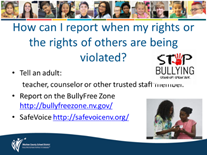 How can I report when my rights or
the rights of others are being
violated?
STOP
BULLYING
SPEAK UP! SPEAK OUT!
• Tell an adult:
teacher, counselor or other trusted staff member.
• Report on the BullyFree Zone
http://bullyfreezone.nv.gov/
• SafeVoice http://safevoicenv.org/